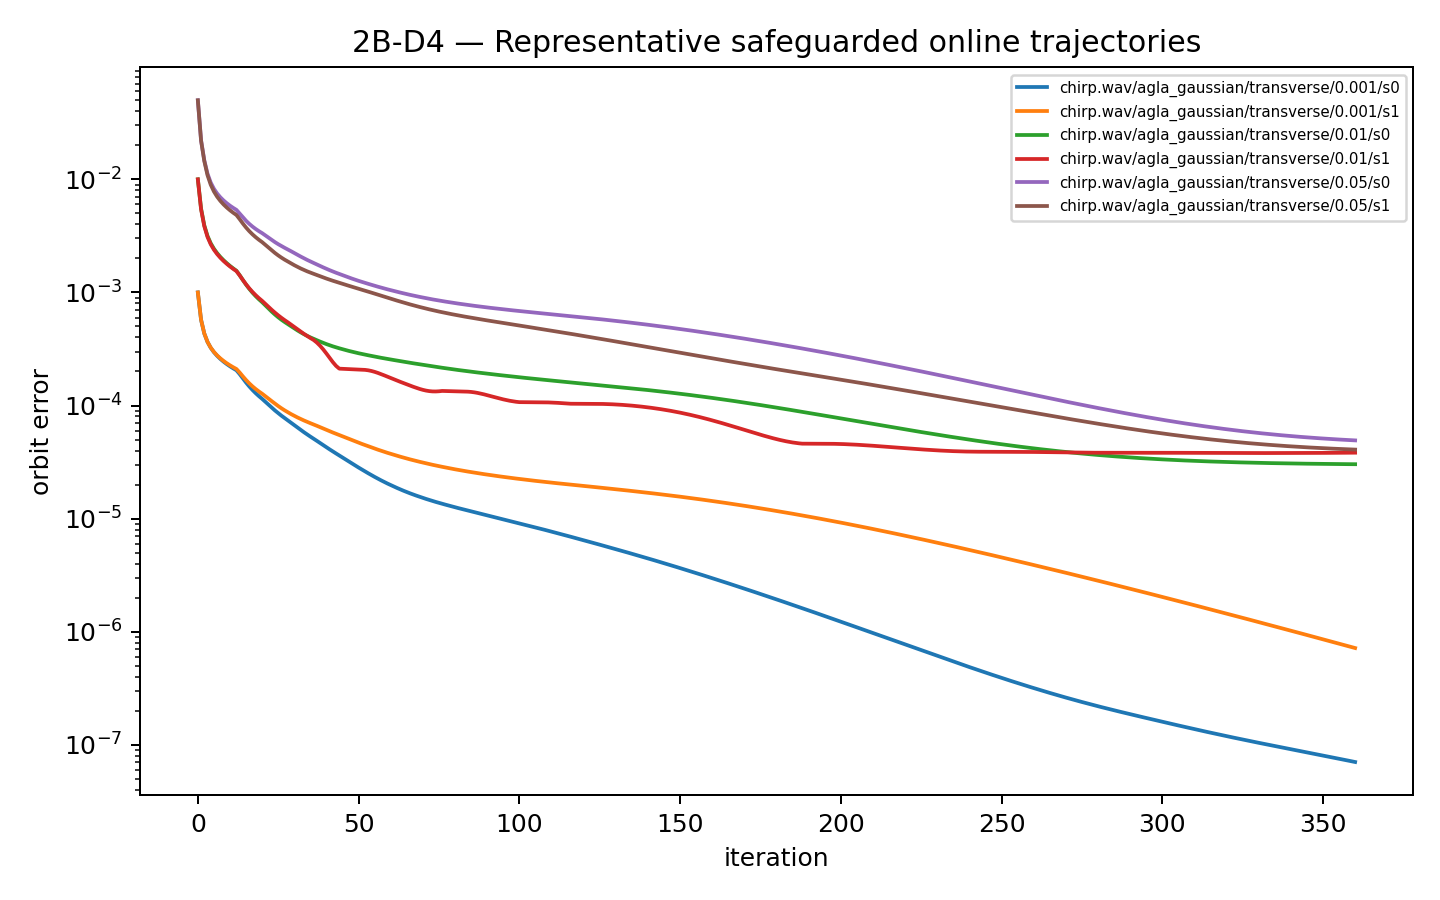 2B-D4 — Representative safeguarded online trajectories
chirp.wav/agla_gaussian/transverse/0.001/s0
chirp.wav/agla_gaussian/transverse/0.001/s1
chirp.wav/agla_gaussian/transverse/0.01/s0
chirp.wav/agla_gaussian/transverse/0.01/s1
chirp.wav/agla_gaussian/transverse/0.05/s0
chirp.wav/agla_gaussian/transverse/0.05/s1
orbit error
10⁻²
10⁻³
10⁻⁴
10⁻⁵
10⁻⁶
10⁻⁷
0 50 100 150 200 250 300 350
iteration